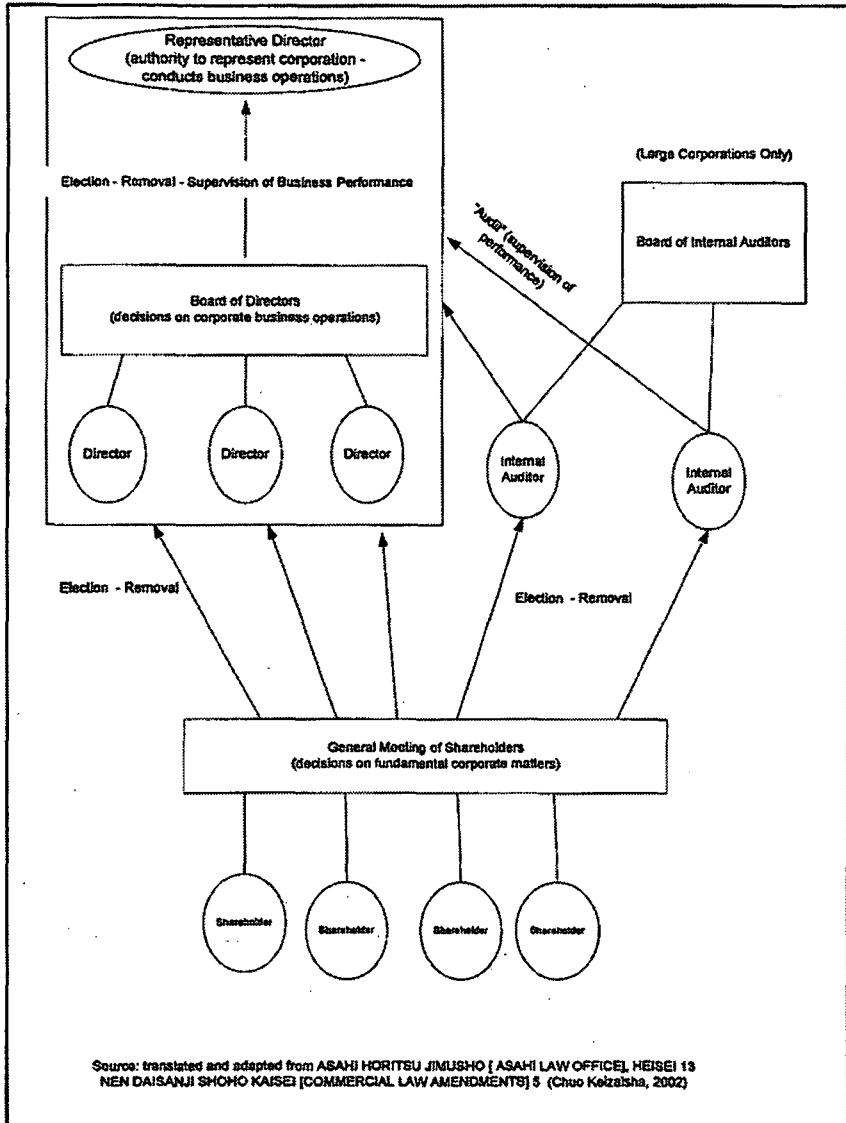 Representative Director
(authority to represent corporation -
conducts business operations)
(Large Corporations Only)
Election - Removal - Supervision of Business Performance
"Audit" (supervision of
performance)
Board of Internal Auditors
Board of Directors
(decisions on corporate business operations)
Director
Director
Director
Internal
Auditor
Internal
Auditor
Election - Removal
Election - Removal
General Meeting of Shareholders
(decisions on fundamental corporate matters)
Shareholder
Shareholder
Shareholder
Shareholder
Source: translated and adapted from ASAHI HORITSU JIMUSHO [ ASAHI LAW OFFICE], HEISEI 13
NEN DAISANJI SHOHO KAISEI [COMMERCIAL LAW AMENDMENTS] 5 (Chuo Keizaisha, 2002)